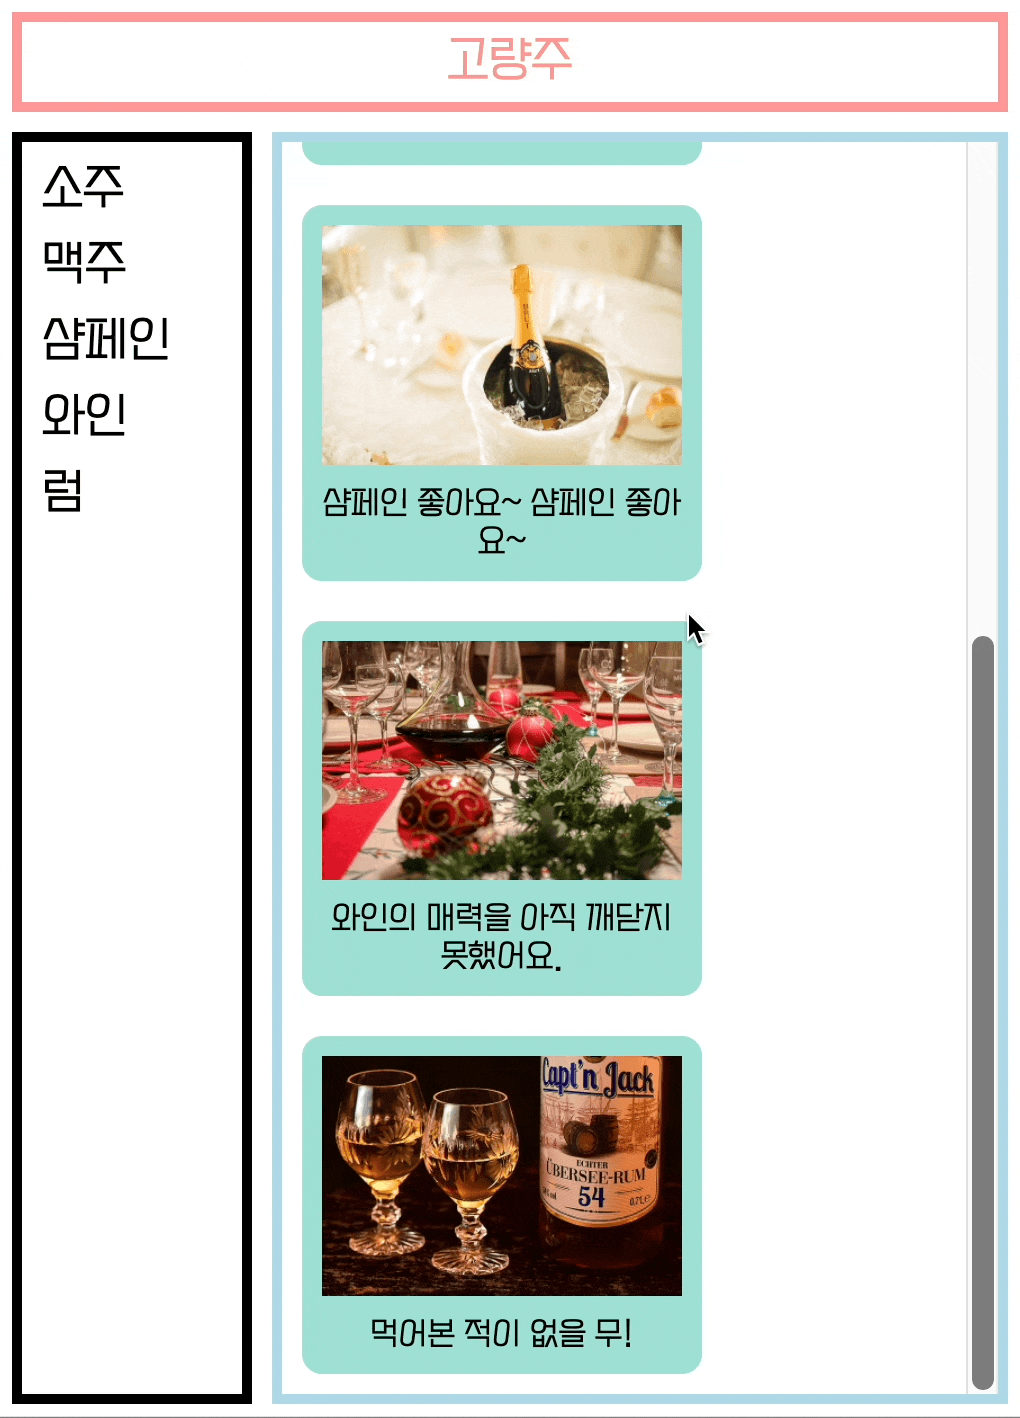 고량주
소주
맥주
샴페인
와인
럼
BRUT
샴페인 좋아요~ 샴페인 좋아
요~
와인의 매력을 아직 깨닫지
못했어요.
Capt'n Jack
ECHTER
ÜBERSEE-RUM
54
0,7Le
먹어본 적이 없을 무!